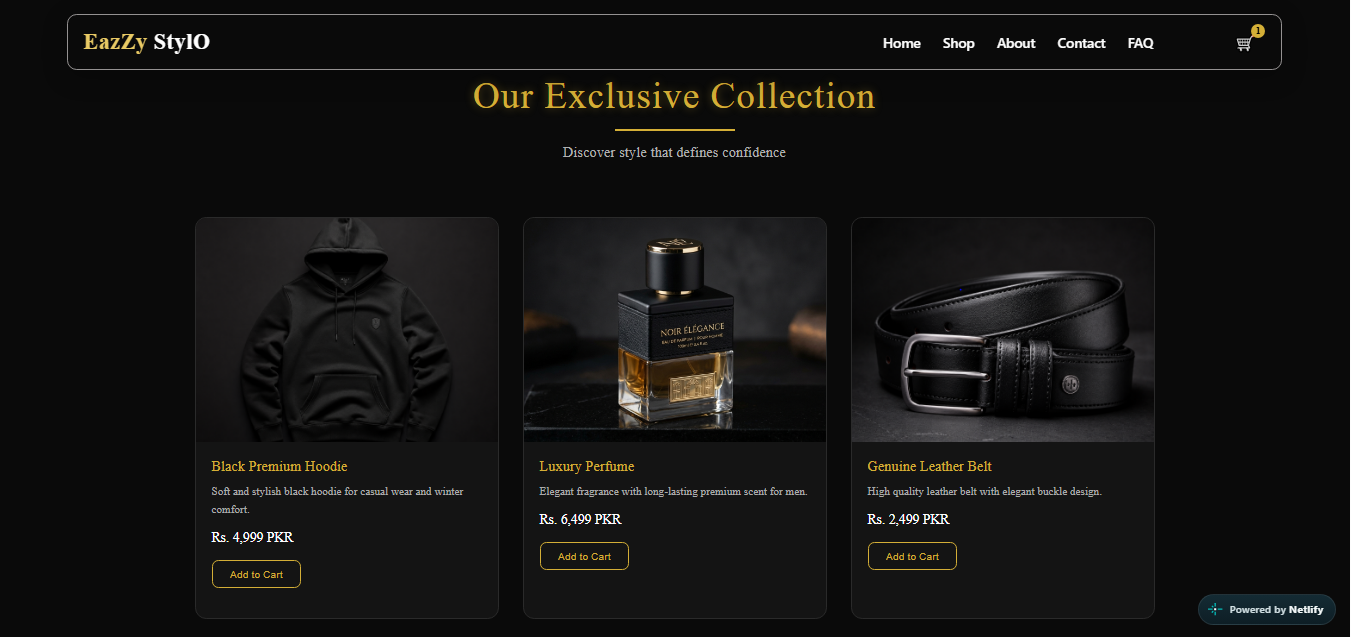 EazZy StylO
Home Shop About Contact FAQ
1
Our Exclusive Collection
Discover style that defines confidence
NOIR ÉLÉGANCE
Black Premium Hoodie
Soft and stylish black hoodie for casual wear and winter
comfort.
Rs. 4,999 PKR
Add to Cart
Luxury Perfume
Elegant fragrance with long-lasting premium scent for men.
Rs. 6,499 PKR
Add to Cart
Genuine Leather Belt
High quality leather belt with elegant buckle design.
Rs. 2,499 PKR
Add to Cart
Powered by Netlify